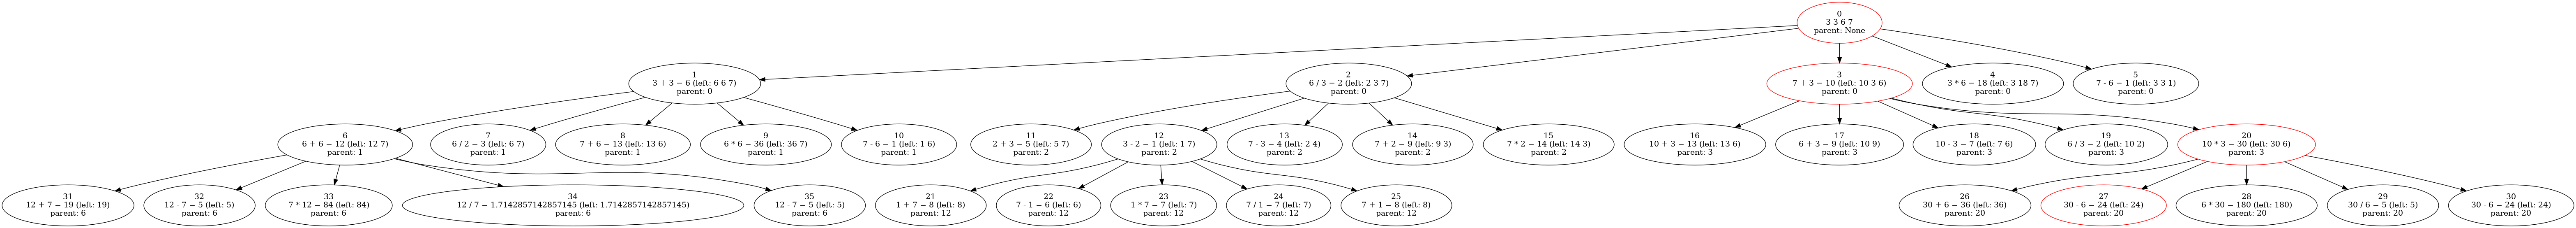 0
3 3 6 7
parent: None
1
3 + 3 = 6 (left: 6 6 7)
parent: 0
2
6 / 3 = 2 (left: 2 3 7)
parent: 0
3
7 + 3 = 10 (left: 10 3 6)
parent: 0
4
3 * 6 = 18 (left: 3 18 7)
parent: 0
5
7 - 6 = 1 (left: 3 3 1)
parent: 0
6
6 + 6 = 12 (left: 12 7)
parent: 1
7
6 / 2 = 3 (left: 6 7)
parent: 1
8
7 + 6 = 13 (left: 13 6)
parent: 1
9
6 * 6 = 36 (left: 36 7)
parent: 1
10
7 - 6 = 1 (left: 1 6)
parent: 1
11
2 + 3 = 5 (left: 5 7)
parent: 2
12
3 - 2 = 1 (left: 1 7)
parent: 2
13
7 - 3 = 4 (left: 2 4)
parent: 2
14
7 + 2 = 9 (left: 9 3)
parent: 2
15
7 * 2 = 14 (left: 14 3)
parent: 2
16
10 + 3 = 13 (left: 13 6)
parent: 3
17
6 + 3 = 9 (left: 10 9)
parent: 3
18
10 - 3 = 7 (left: 7 6)
parent: 3
19
6 / 3 = 2 (left: 10 2)
parent: 3
20
10 * 3 = 30 (left: 30 6)
parent: 3
31
12 + 7 = 19 (left: 19)
parent: 6
32
12 - 7 = 5 (left: 5)
parent: 6
33
7 * 12 = 84 (left: 84)
parent: 6
34
12 / 7 = 1.7142857142857145 (left: 1.7142857142857145)
parent: 6
35
12 - 7 = 5 (left: 5)
parent: 6
21
1 + 7 = 8 (left: 8)
parent: 12
22
7 - 1 = 6 (left: 6)
parent: 12
23
1 * 7 = 7 (left: 7)
parent: 12
24
7 / 1 = 7 (left: 7)
parent: 12
25
7 + 1 = 8 (left: 8)
parent: 12
26
30 + 6 = 36 (left: 36)
parent: 20
27
30 - 6 = 24 (left: 24)
parent: 20
28
6 * 30 = 180 (left: 180)
parent: 20
29
30 / 6 = 5 (left: 5)
parent: 20
30
30 - 6 = 24 (left: 24)
parent: 20